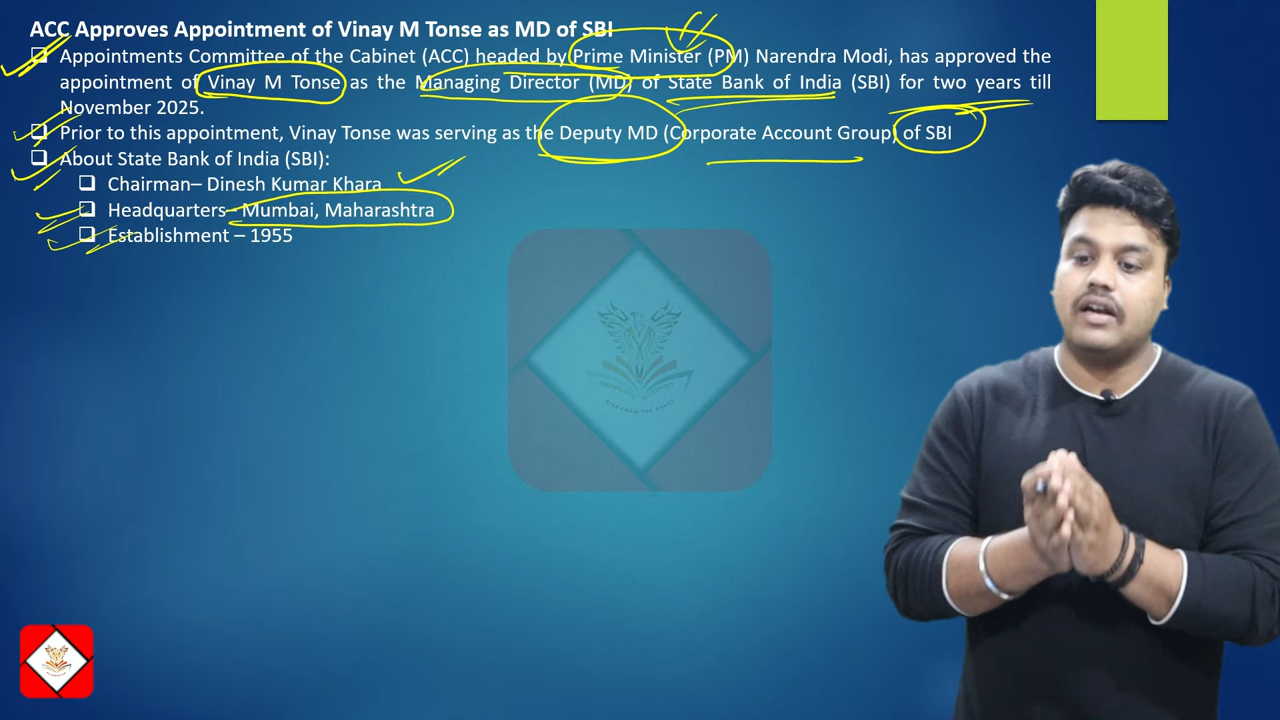 ACC Approves Appointment of Vinay M Tonse as MD of SBI
Appointments Committee of the Cabinet (ACC) headed by Prime Minister (PM) Narendra Modi, has approved the
appointment of Vinay M Tonse as the Managing Director (MD) of State Bank of India (SBI) for two years till
November 2025.
Prior to this appointment, Vinay Tonse was serving as the Deputy MD (Corporate Account Group) of SBI
About State Bank of India (SBI):
Chairman– Dinesh Kumar Khara
Headquarters– Mumbai, Maharashtra
Establishment – 1955